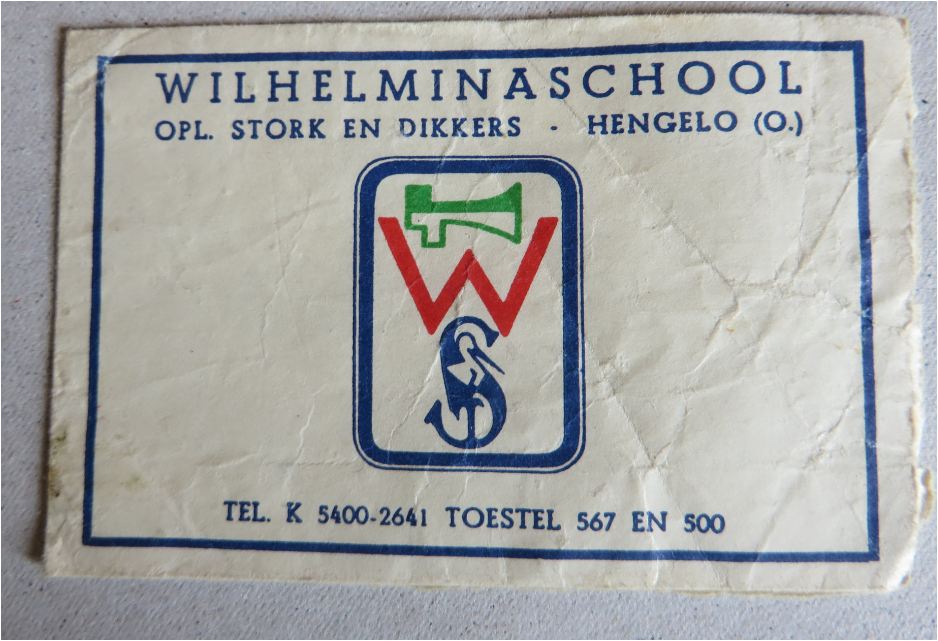 WILHELMINASCHOOL
OPL. STORK EN DIKKERS - HENGELO (O.)
W
S
TEL. K 5400-2641 TOESTEL 567 EN 500